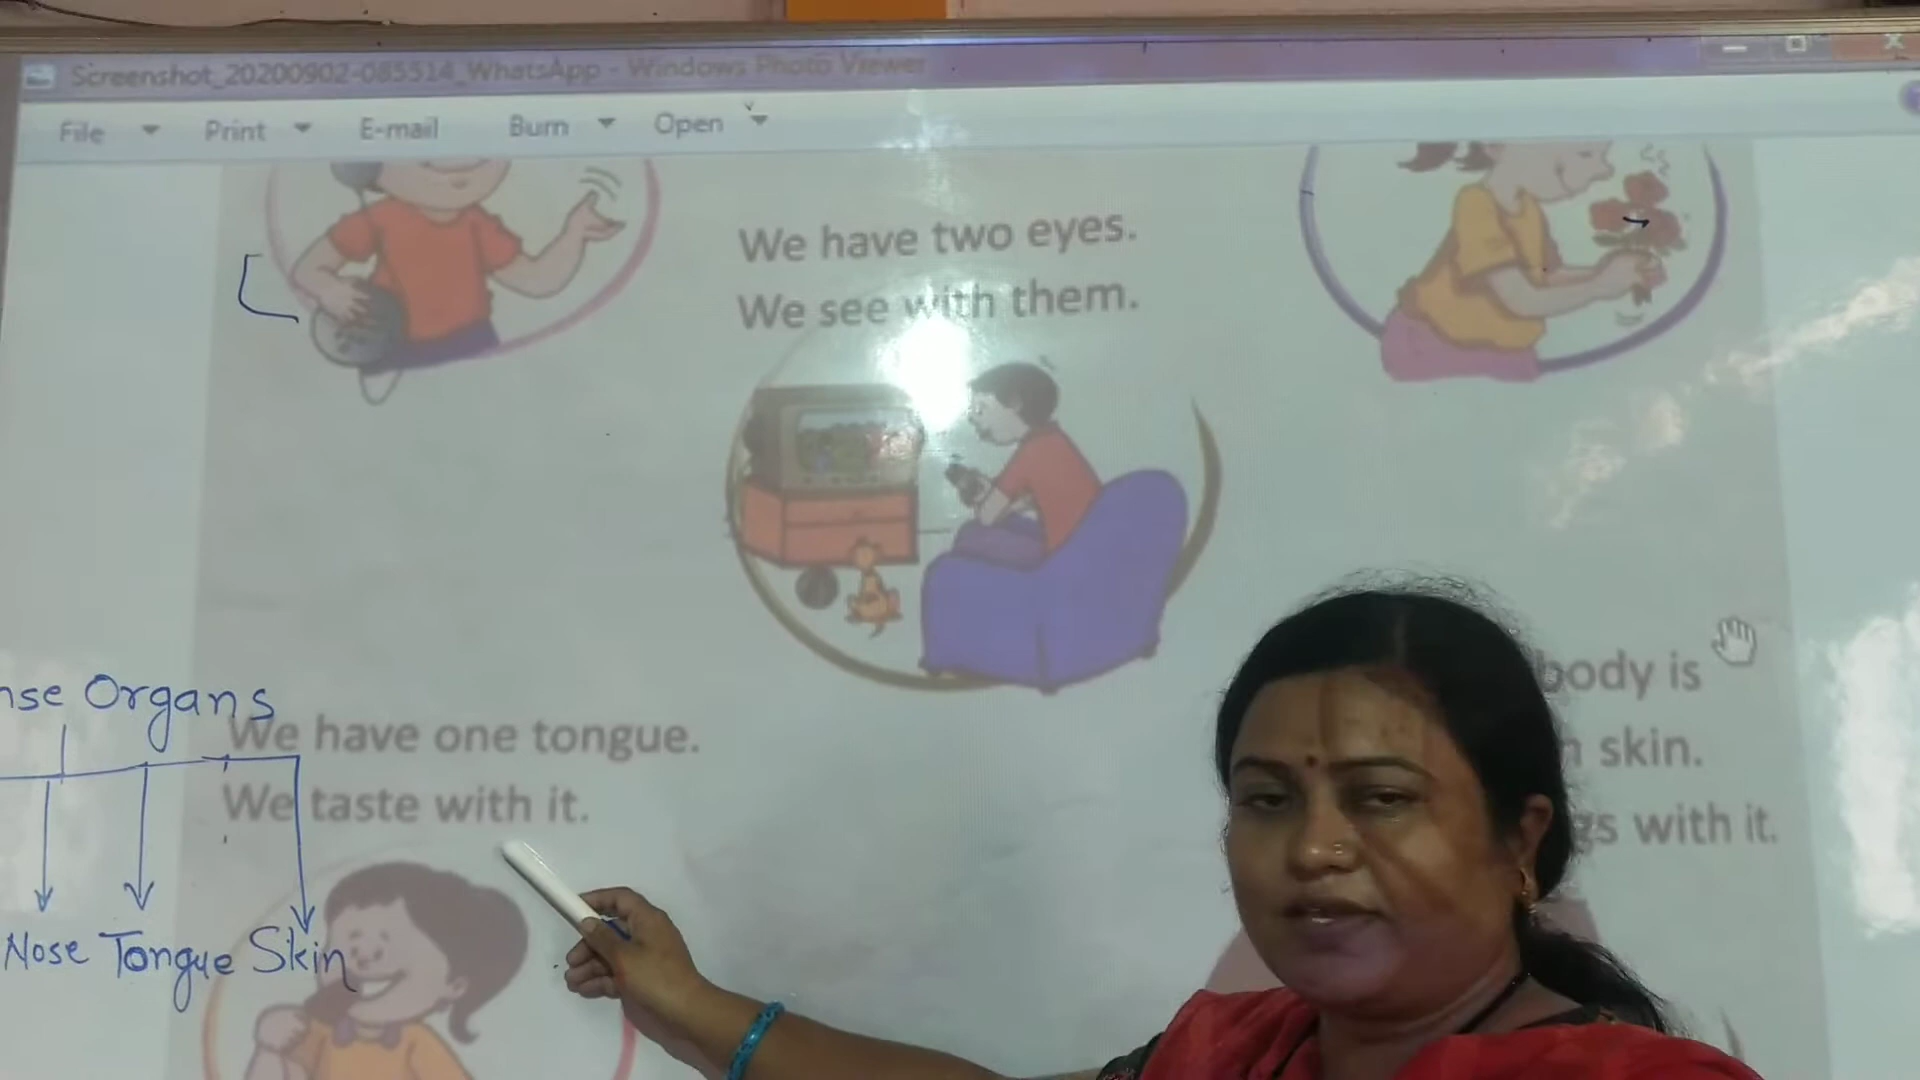 Screenshot_20200902-085514_WhatsApp - Windows Photo Viewer
File Print E-mail Burn Open
We have two eyes.
We see with them.
body is
skin.
with it.
Organs
We have one tongue.
We taste with it.
Nose Tongue Skin